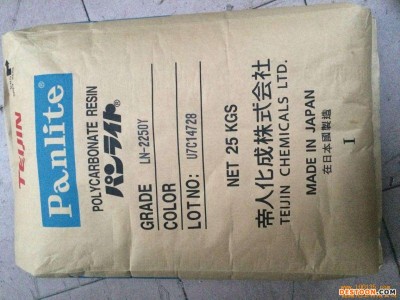 TEIJIN
Panlite
POLYCARBONATE RESIN
パンライト®
GRADE LN-2250Y
COLOR
LOT NO: U7C14728
NET 25 KGS
帝人化成株式会社
TEIJIN CHEMICALS LTD.
MADE IN JAPAN
在日本國製造
I
DESTOON.COM